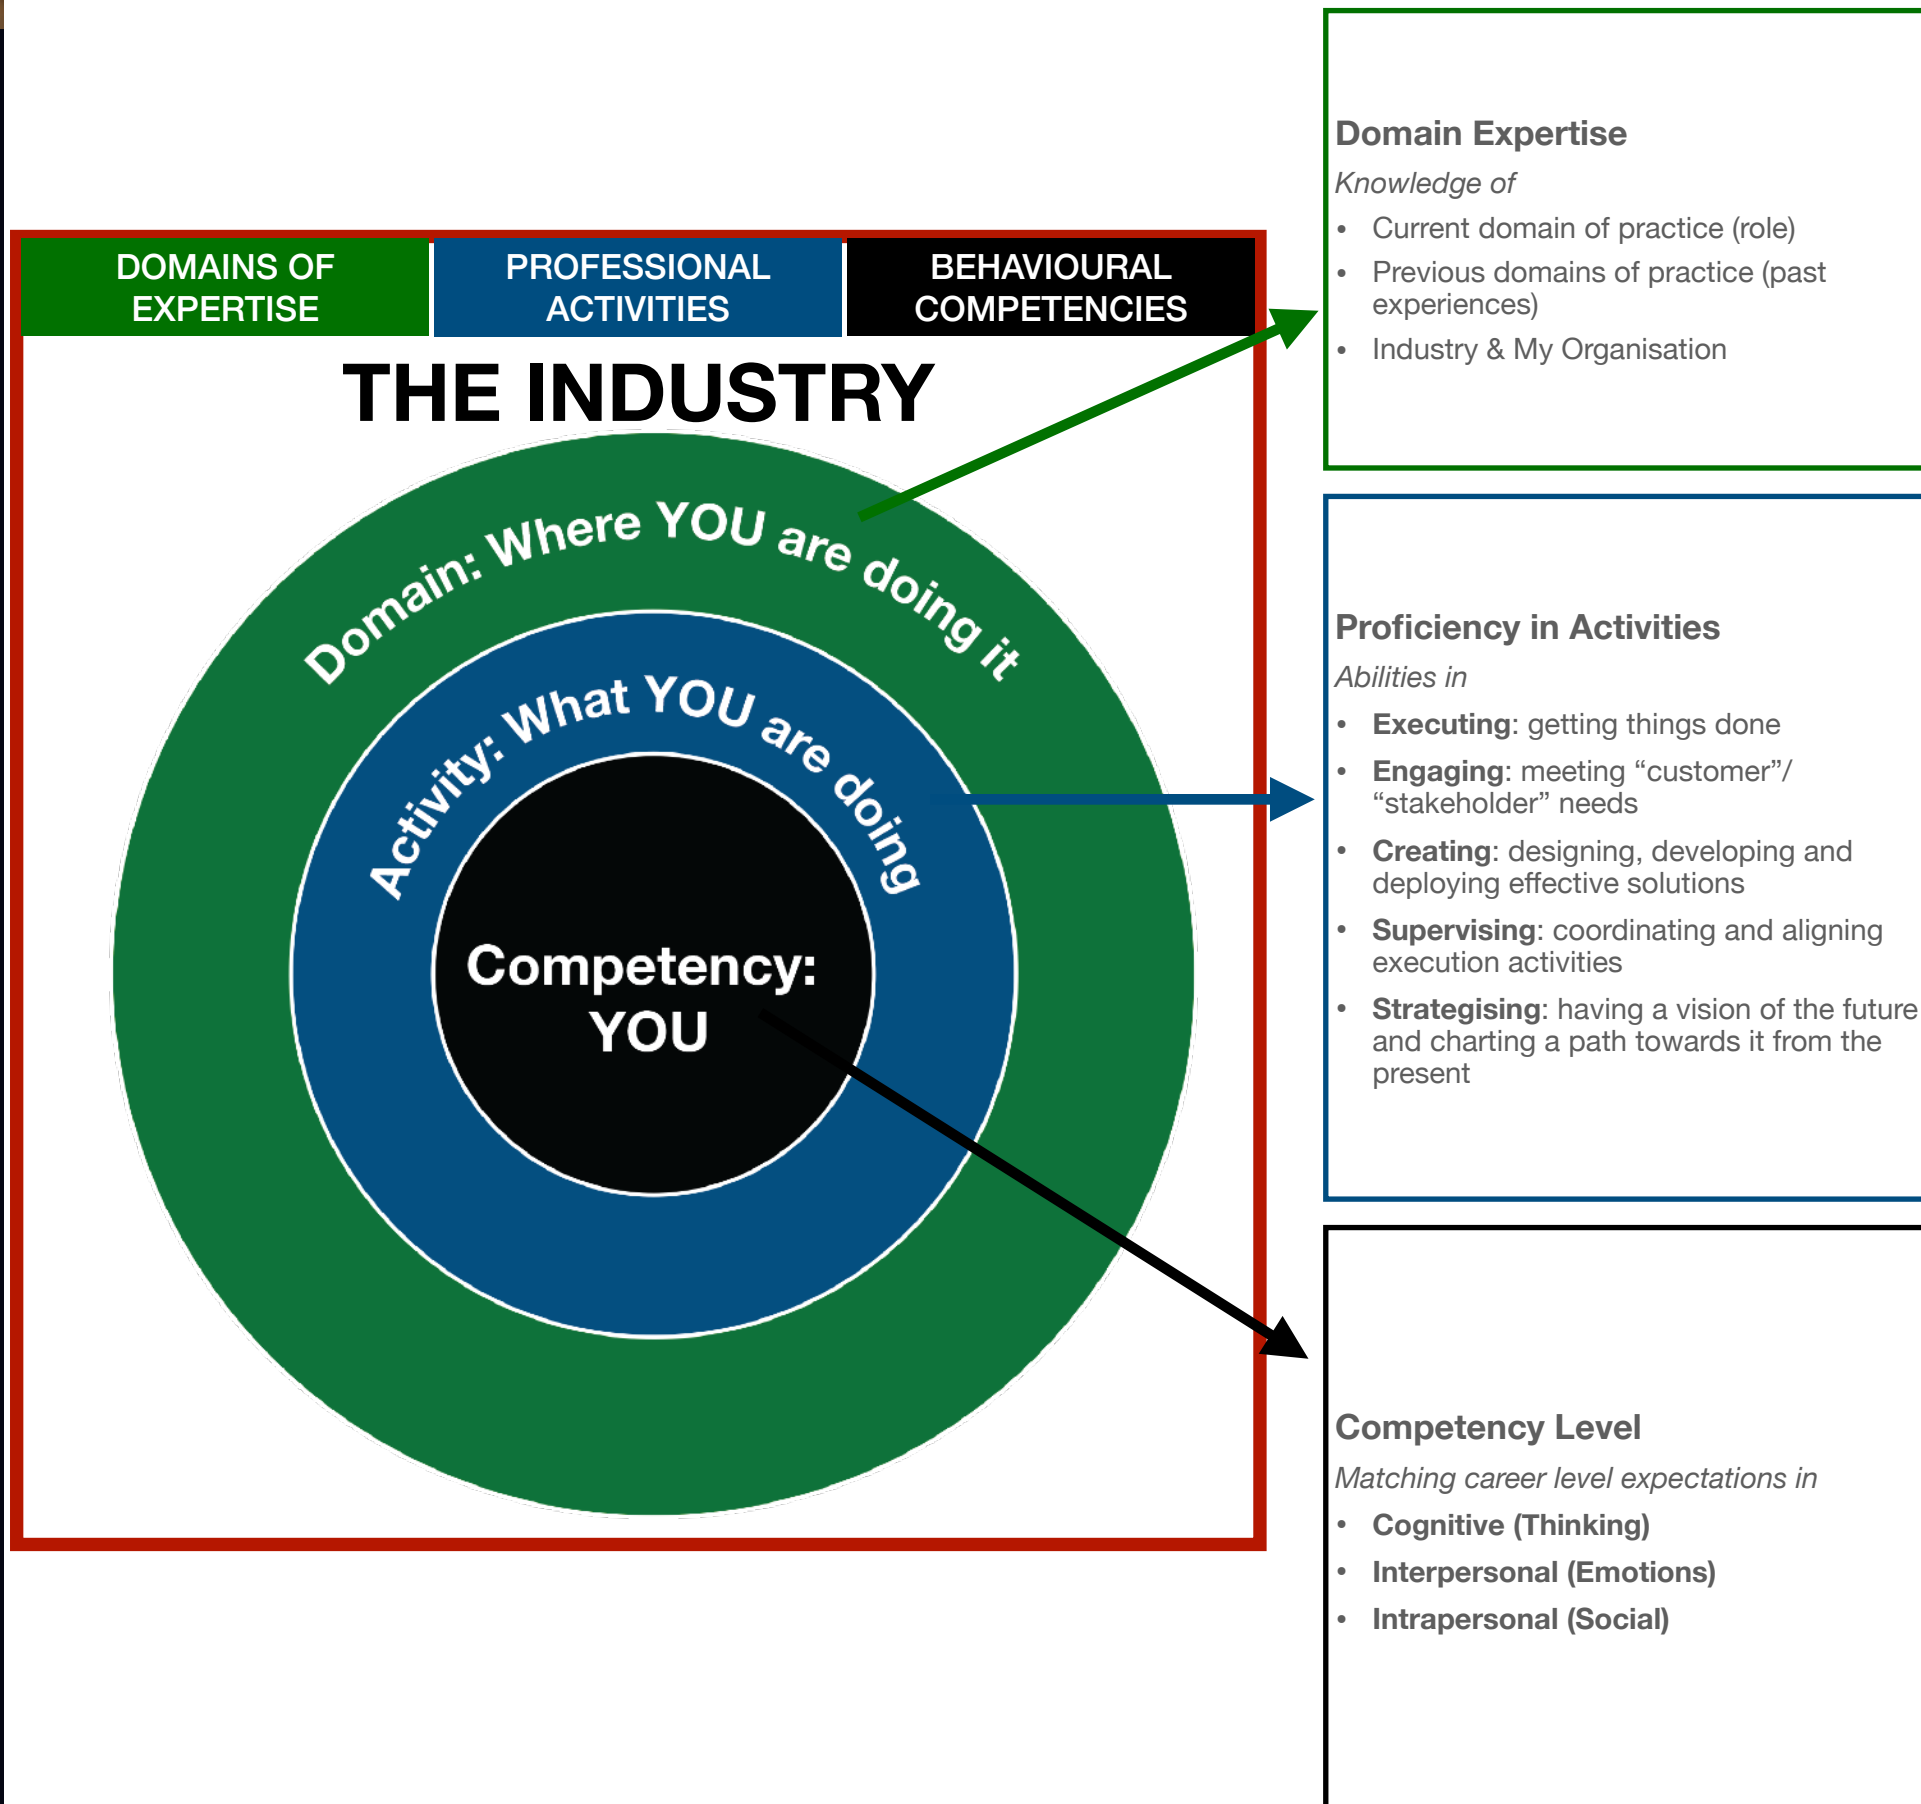 DOMAINS OF
EXPERTISE
PROFESSIONAL
ACTIVITIES
BEHAVIOURAL
COMPETENCIES
THE INDUSTRY
Domain: Where YOU are doing it
Activity: What YOU are doing
Competency:
YOU
Domain Expertise
Knowledge of
• Current domain of practice (role)
• Previous domains of practice (past
experiences)
• Industry & My Organisation
Proficiency in Activities
Abilities in
• Executing: getting things done
• Engaging: meeting “customer”/
“stakeholder” needs
• Creating: designing, developing and
deploying effective solutions
• Supervising: coordinating and aligning
execution activities
• Strategising: having a vision of the future
and charting a path towards it from the
present
Competency Level
Matching career level expectations in
• Cognitive (Thinking)
• Interpersonal (Emotions)
• Intrapersonal (Social)